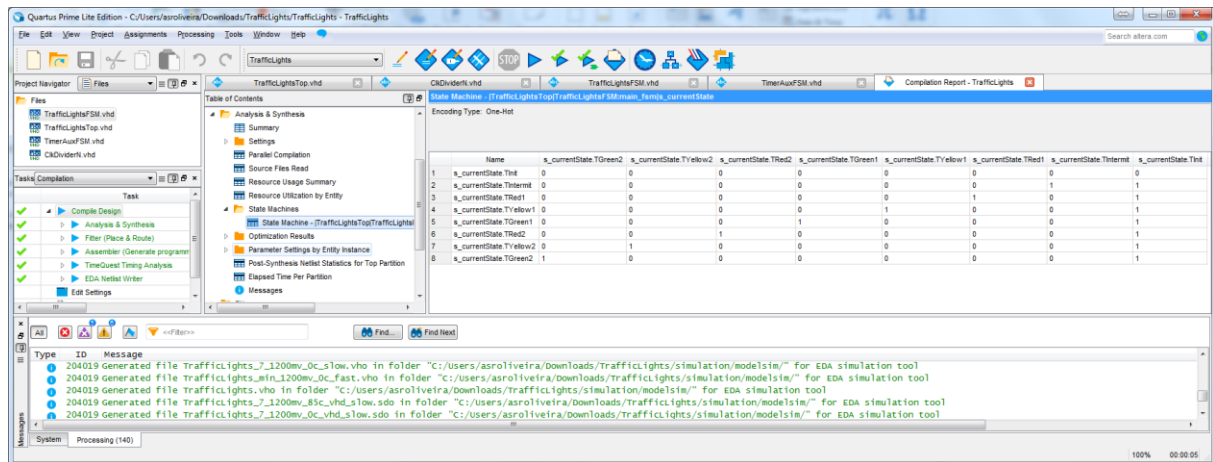 Quartus Prime Lite Edition - C:/Users/asroliveira/Downloads/TrafficLights/TrafficLights - TrafficLights
File Edit View Project Assignments Processing Tools Window Help
Search altera.com
TrafficLights
STOP
Project Navigator Files
Files
TrafficLightsFSM.vhd
TrafficLightsTop.vhd
TimerAuxFSM.vhd
ClkDividerN.vhd
Tasks Compilation
Task
Compile Design
Analysis & Synthesis
Fitter (Place & Route)
Assembler (Generate programm
TimeQuest Timing Analysis
EDA Netlist Writer
Edit Settings
TrafficLightsTop.vhd ClkDividerN.vhd TrafficLightsFSM.vhd TimerAuxFSM.vhd Compilation Report - TrafficLights
Table of Contents
Analysis & Synthesis
Summary
Settings
Parallel Compilation
Source Files Read
Resource Usage Summary
Resource Utilization by Entity
State Machines
State Machine - |TrafficLightsTop|TrafficLights
Optimization Results
Parameter Settings by Entity Instance
Post-Synthesis Netlist Statistics for Top Partition
Elapsed Time Per Partition
Messages
State Machine - |TrafficLightsTop|TrafficLightsFSM:main_fsm|s_currentState
Encoding Type: One-Hot
Name s_currentState.TGreen2 s_currentState.TYellow2 s_currentState.TRed2 s_currentState.TGreen1 s_currentState.TYellow1 s_currentState.TRed1 s_currentState.TIntermit s_currentState.TInit
1 s_currentState.TInit 0 0 0 0 0 0 0 0
2 s_currentState.TIntermit 0 0 0 0 0 0 1 1
3 s_currentState.TRed1 0 0 0 0 0 1 0 1
4 s_currentState.TYellow1 0 0 0 0 1 0 0 1
5 s_currentState.TGreen1 0 0 0 1 0 0 0 1
6 s_currentState.TRed2 0 0 1 0 0 0 0 1
7 s_currentState.TYellow2 0 1 0 0 0 0 0 1
8 s_currentState.TGreen2 1 0 0 0 0 0 0 1
All <<Filter>> Find... Find Next
Type ID Message
204019 Generated file TrafficLights_7_1200mv_0c_slow.vho in folder "C:/Users/asroliveira/Downloads/TrafficLights/simulation/modelsim/" for EDA simulation tool
204019 Generated file TrafficLights_min_1200mv_0c_fast.vho in folder "C:/Users/asroliveira/Downloads/TrafficLights/simulation/modelsim/" for EDA simulation tool
204019 Generated file TrafficLights.vho in folder "C:/Users/asroliveira/Downloads/TrafficLights/simulation/modelsim/" for EDA simulation tool
204019 Generated file TrafficLights_7_1200mv_85c_vhd_slow.sdo in folder "C:/Users/asroliveira/Downloads/TrafficLights/simulation/modelsim/" for EDA simulation tool
204019 Generated file TrafficLights_7_1200mv_0c_vhd_slow.sdo in folder "C:/Users/asroliveira/Downloads/TrafficLights/simulation/modelsim/" for EDA simulation tool
Messages
System Processing (140)
100% 00:00:05